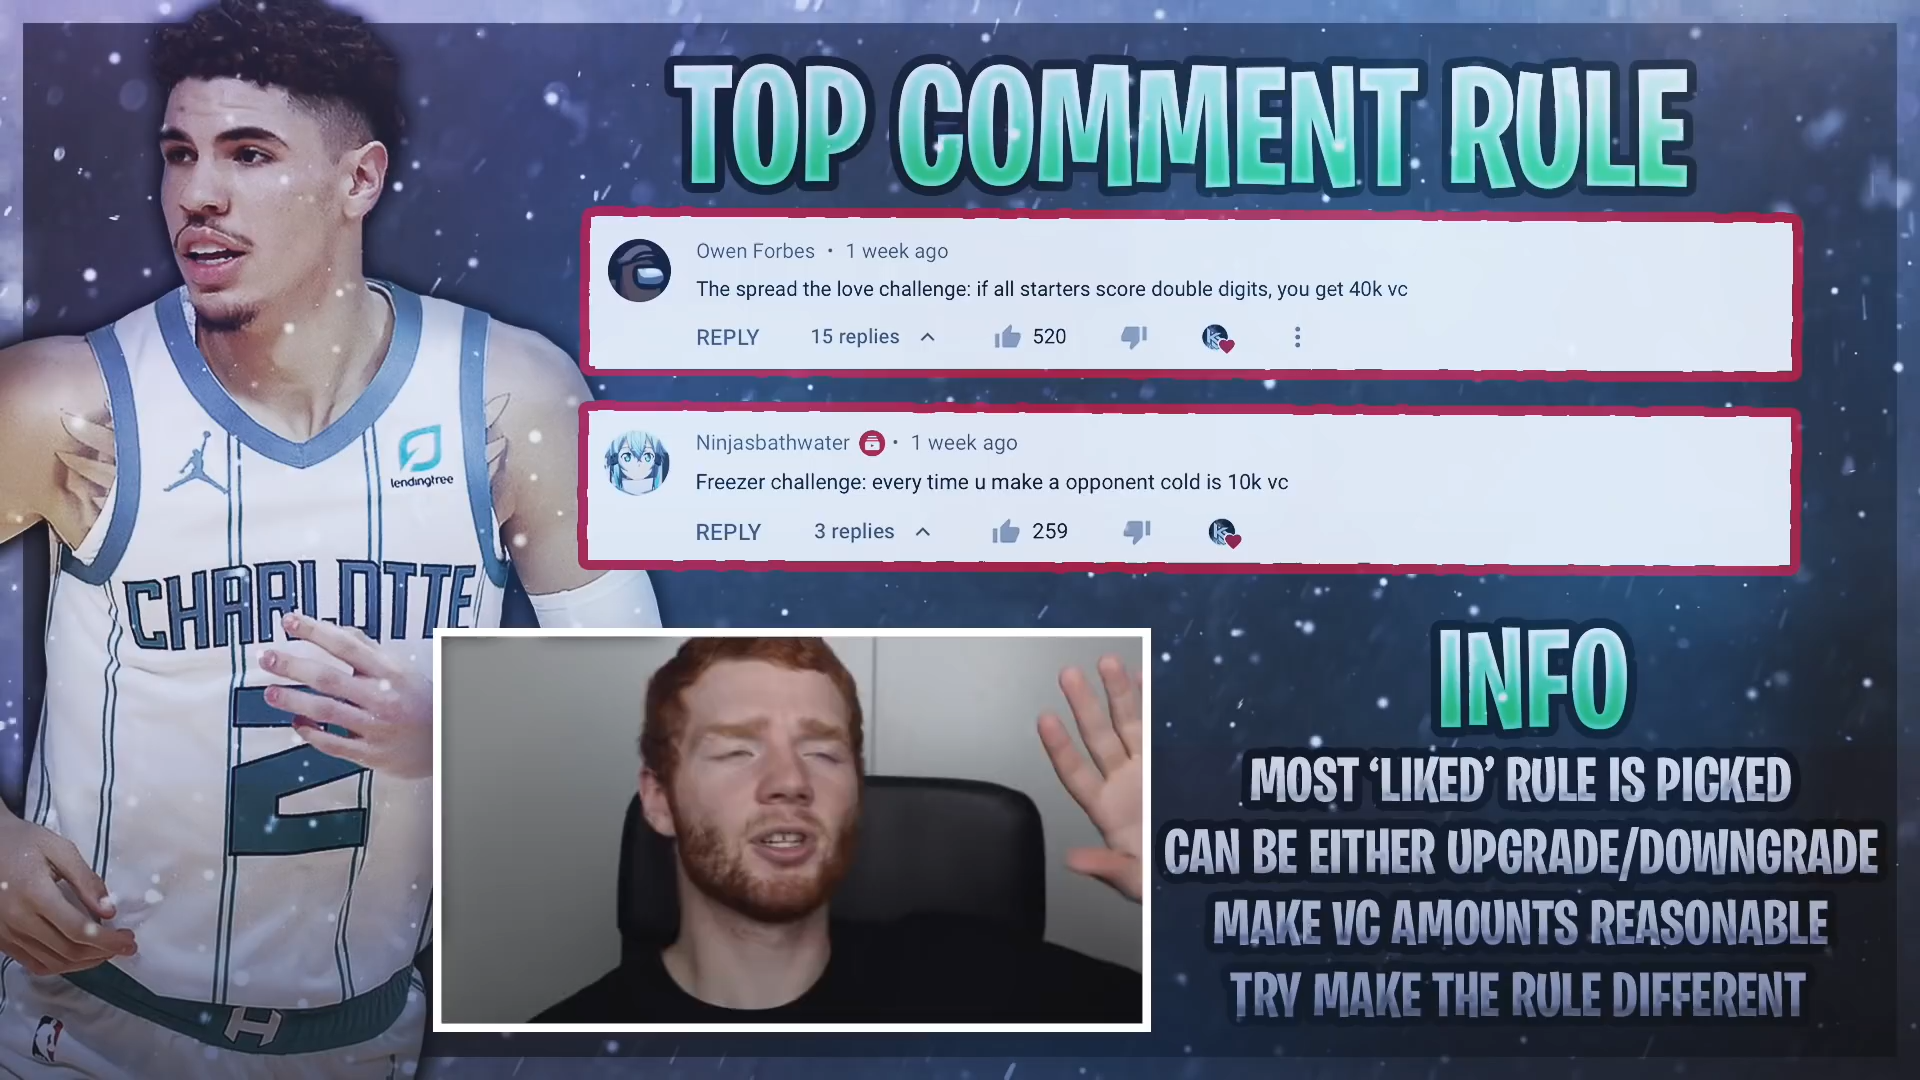 TOP COMMENT RULE
Owen Forbes • 1 week ago
The spread the love challenge: if all starters score double digits, you get 40k vc
REPLY 15 replies 520
Ninjasbathwater • 1 week ago
Freezer challenge: every time u make a opponent cold is 10k vc
REPLY 3 replies 259
lendingtree
CHARLOTTE
INFO
MOST ‘LIKED’ RULE IS PICKED
CAN BE EITHER UPGRADE/DOWNGRADE
MAKE VC AMOUNTS REASONABLE
TRY MAKE THE RULE DIFFERENT